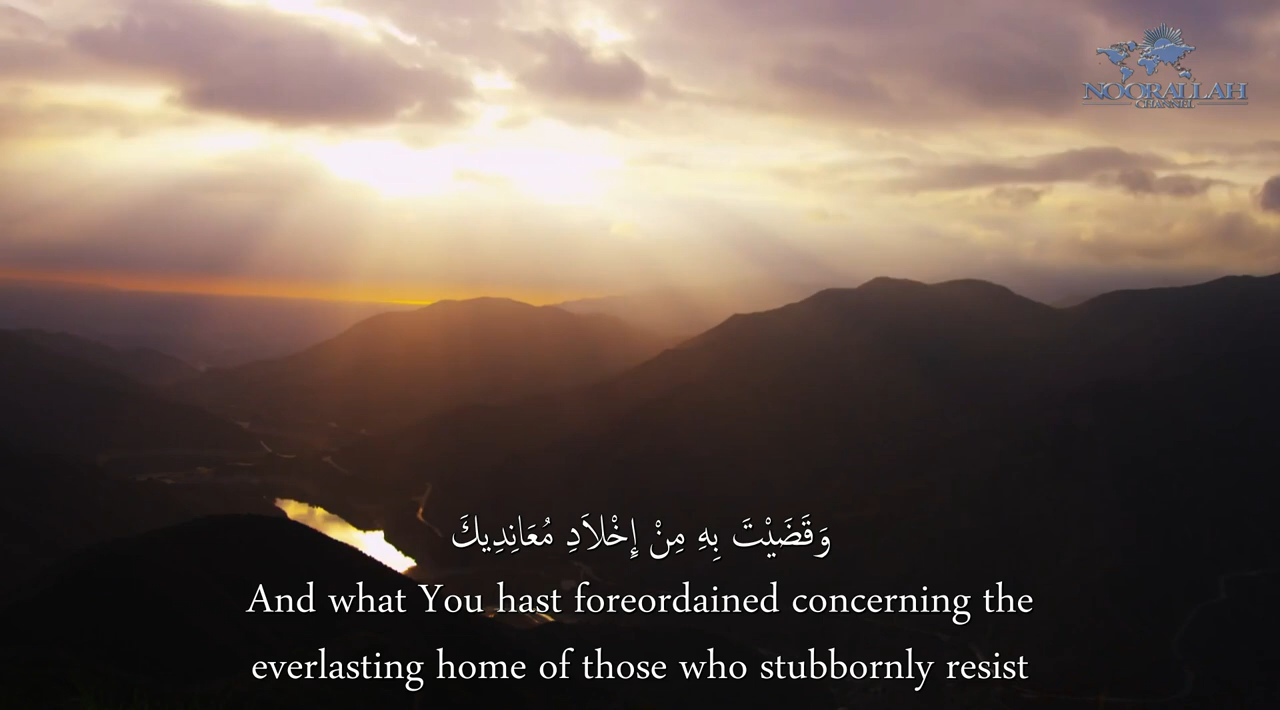 NOORALLAH
CHANNEL
وَقَضَيْتَ بِهِ مِنْ إِخْلاَدِ مُعَانِدِيكَ
And what You hast foreordained concerning the
everlasting home of those who stubbornly resist